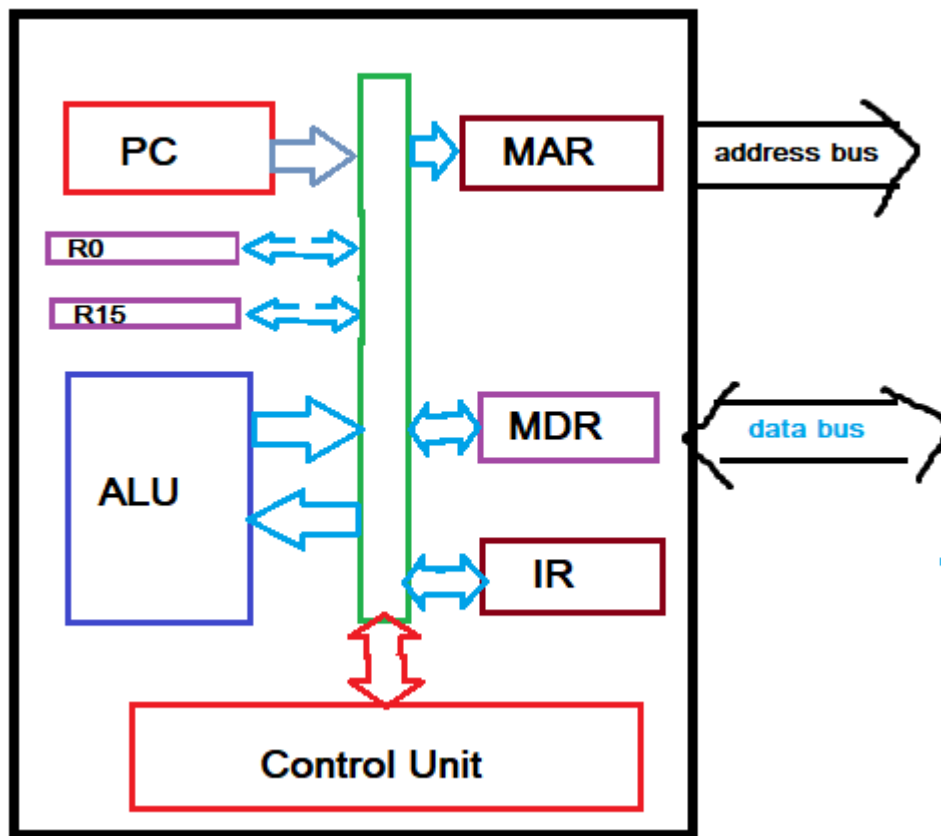 PC
MAR
address bus
R0
R15
ALU
MDR
data bus
IR
Control Unit